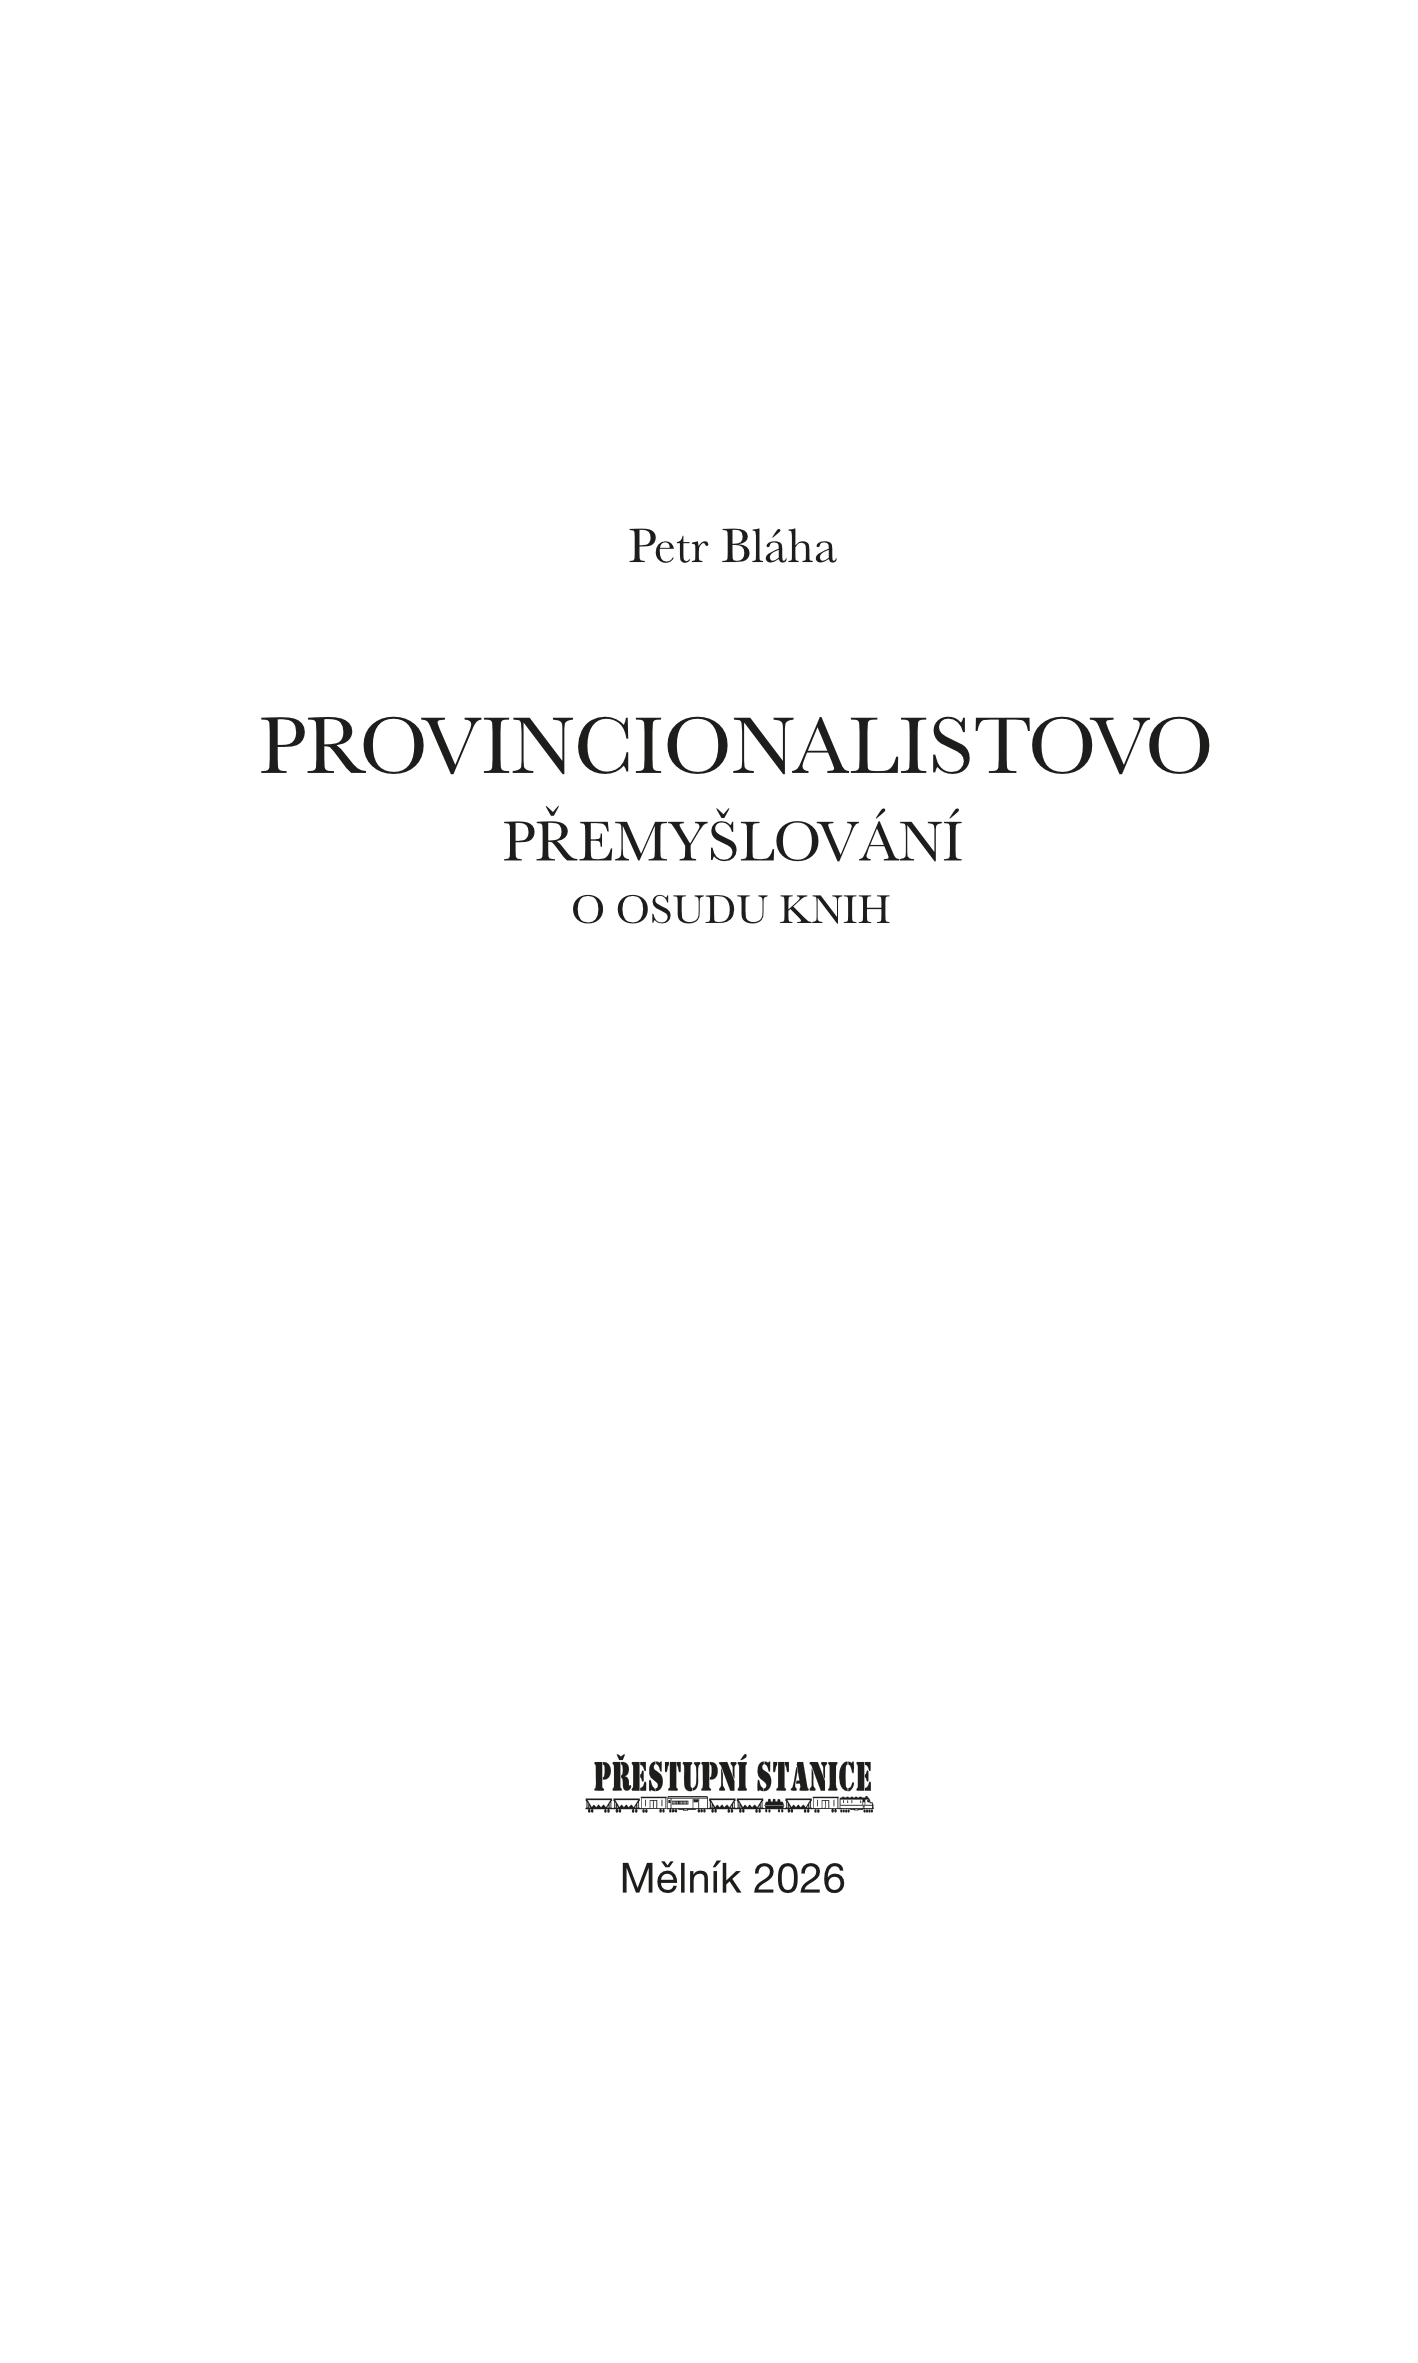 Petr Bláha
PROVINCIONALISTOVO
PŘEMYŠLOVÁNÍ
O OSUDU KNIH
PŘESTUPNÍ STANICE
Mělník 2026